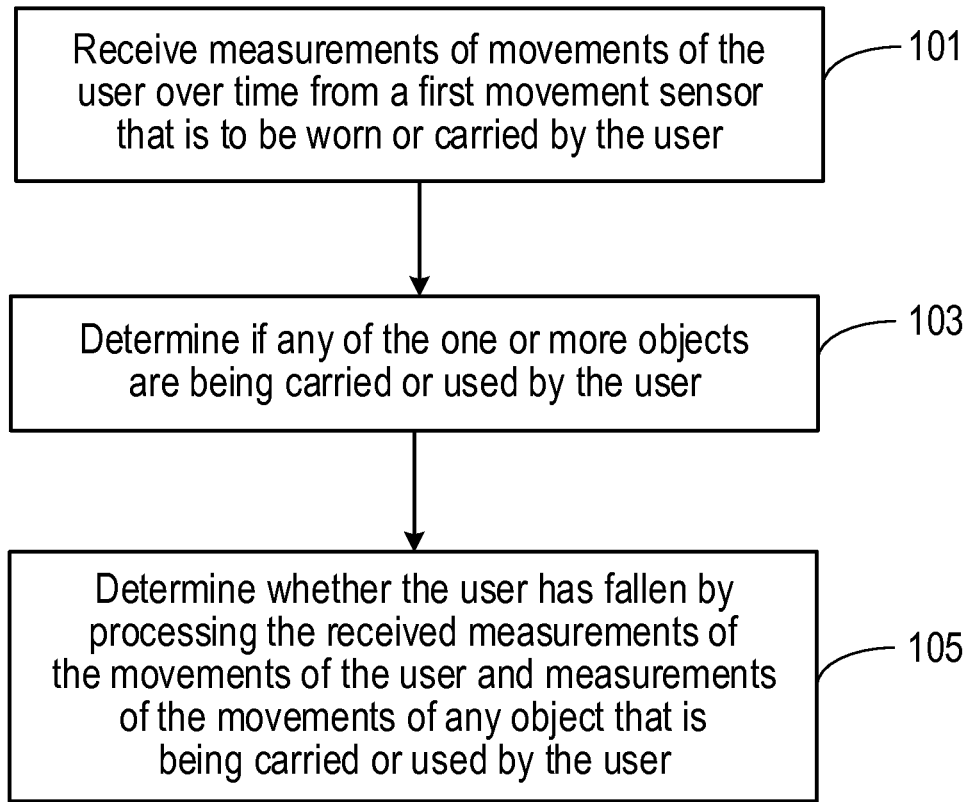 Receive measurements of movements of the
user over time from a first movement sensor
that is to be worn or carried by the user
101
Determine if any of the one or more objects
are being carried or used by the user
103
Determine whether the user has fallen by
processing the received measurements of
the movements of the user and measurements
of the movements of any object that is
being carried or used by the user
105